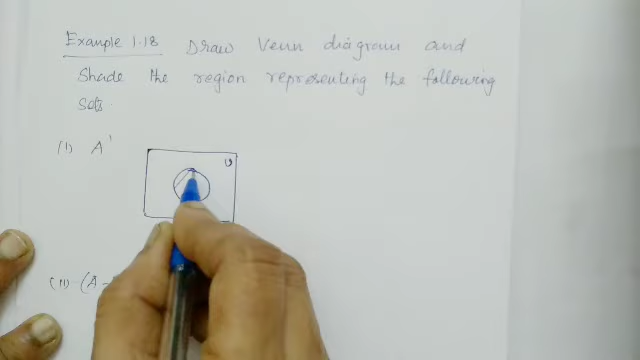 Example 1.18 Draw Venn diagram and
Shade the region representing the following
Sets.
(i) A'
U
(ii) (A -